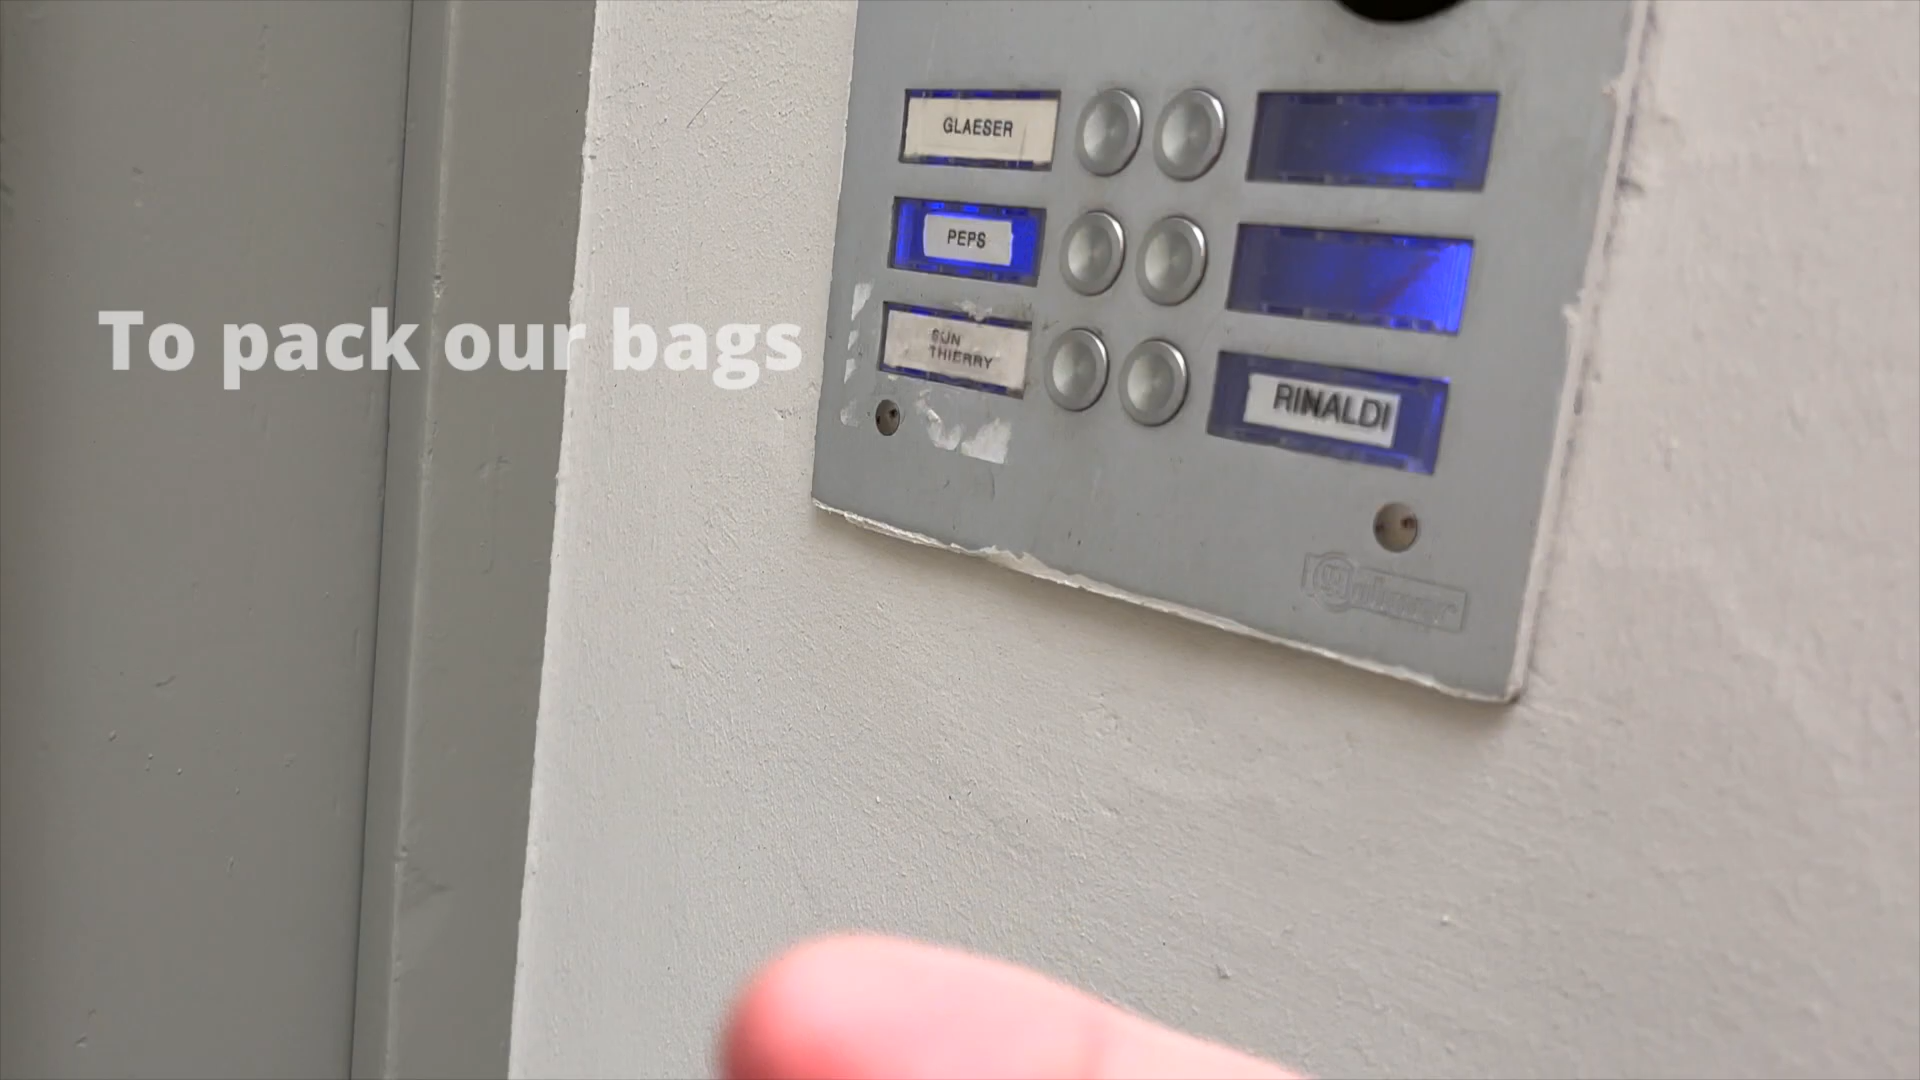 GLAESER
PEPS
To pack our bags
SUN
THIERRY
RINALDI